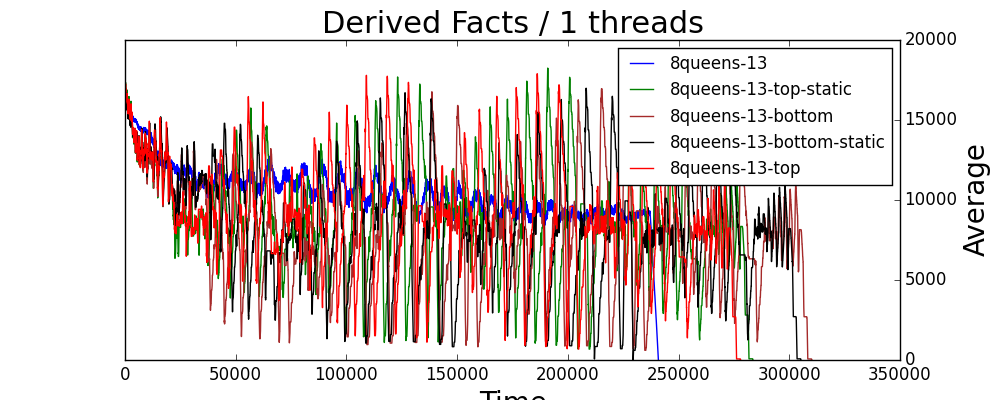 Derived Facts / 1 threads
8queens-13
8queens-13-top-static
8queens-13-bottom
8queens-13-bottom-static
8queens-13-top
20000
15000
10000
5000
0
Average
0
50000
100000
150000
200000
250000
300000
350000
Time